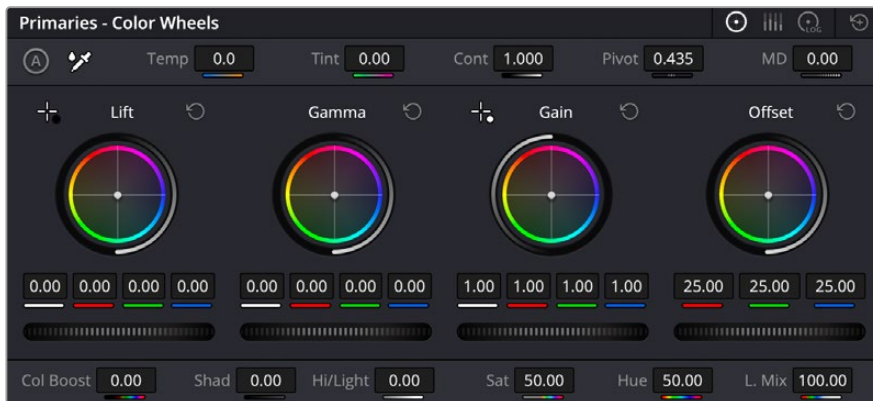 Primaries - Color Wheels
LOG
A
Temp 0.0 Tint 0.00 Cont 1.000 Pivot 0.435 MD 0.00
Lift Gamma Gain Offset
0.00 0.00 0.00 0.00 0.00 0.00 0.00 0.00 1.00 1.00 1.00 1.00 25.00 25.00 25.00
Col Boost 0.00 Shad 0.00 Hi/Light 0.00 Sat 50.00 Hue 50.00 L. Mix 100.00